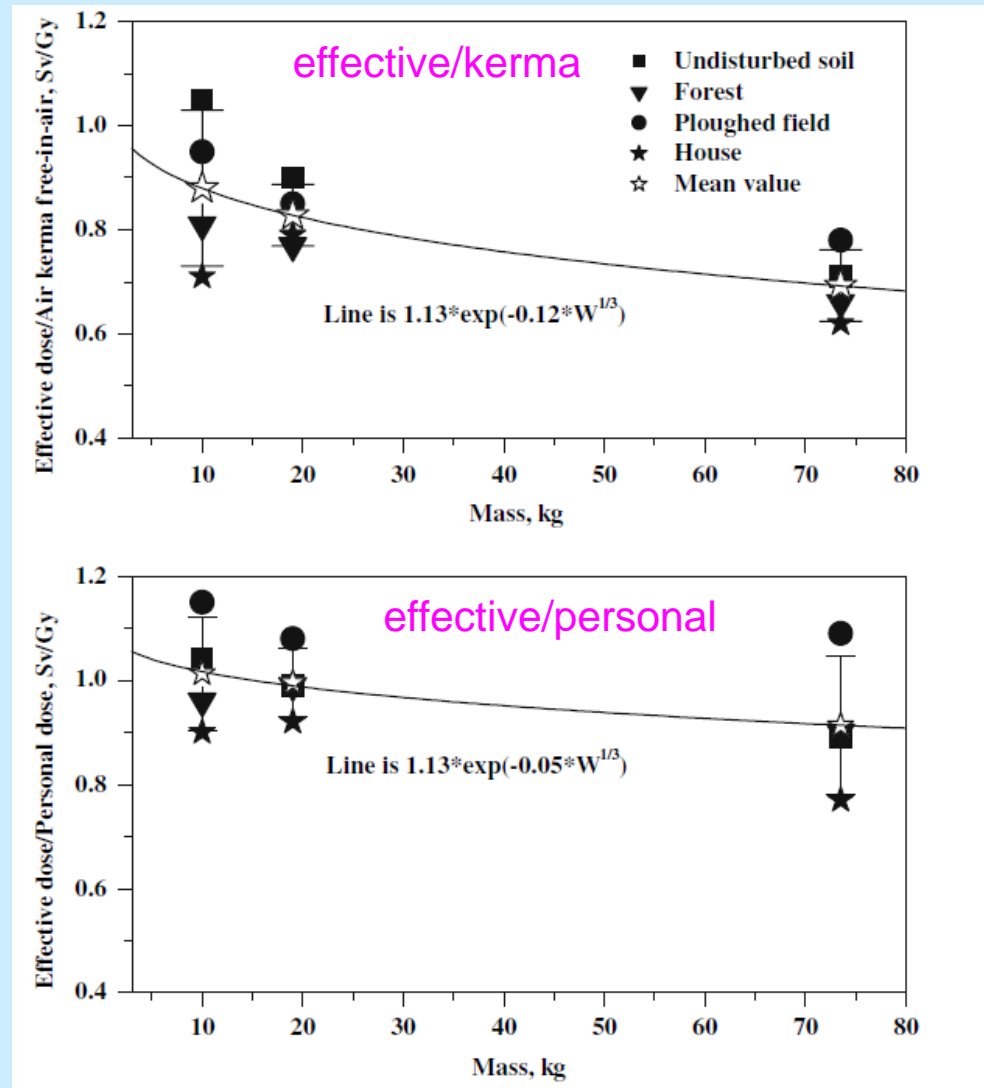 effective/kerma
Undisturbed soil
Forest
Ploughed field
House
Mean value
Line is 1.13*exp(-0.12*W^1/3)
Effective dose/Air kerma free-in-air, Sv/Gy
1.2
1.0
0.8
0.6
0.4
10 20 30 40 50 60 70 80
Mass, kg
effective/personal
Line is 1.13*exp(-0.05*W^1/3)
Effective dose/Personal dose, Sv/Gy
1.2
1.0
0.8
0.6
0.4
10 20 30 40 50 60 70 80
Mass, kg